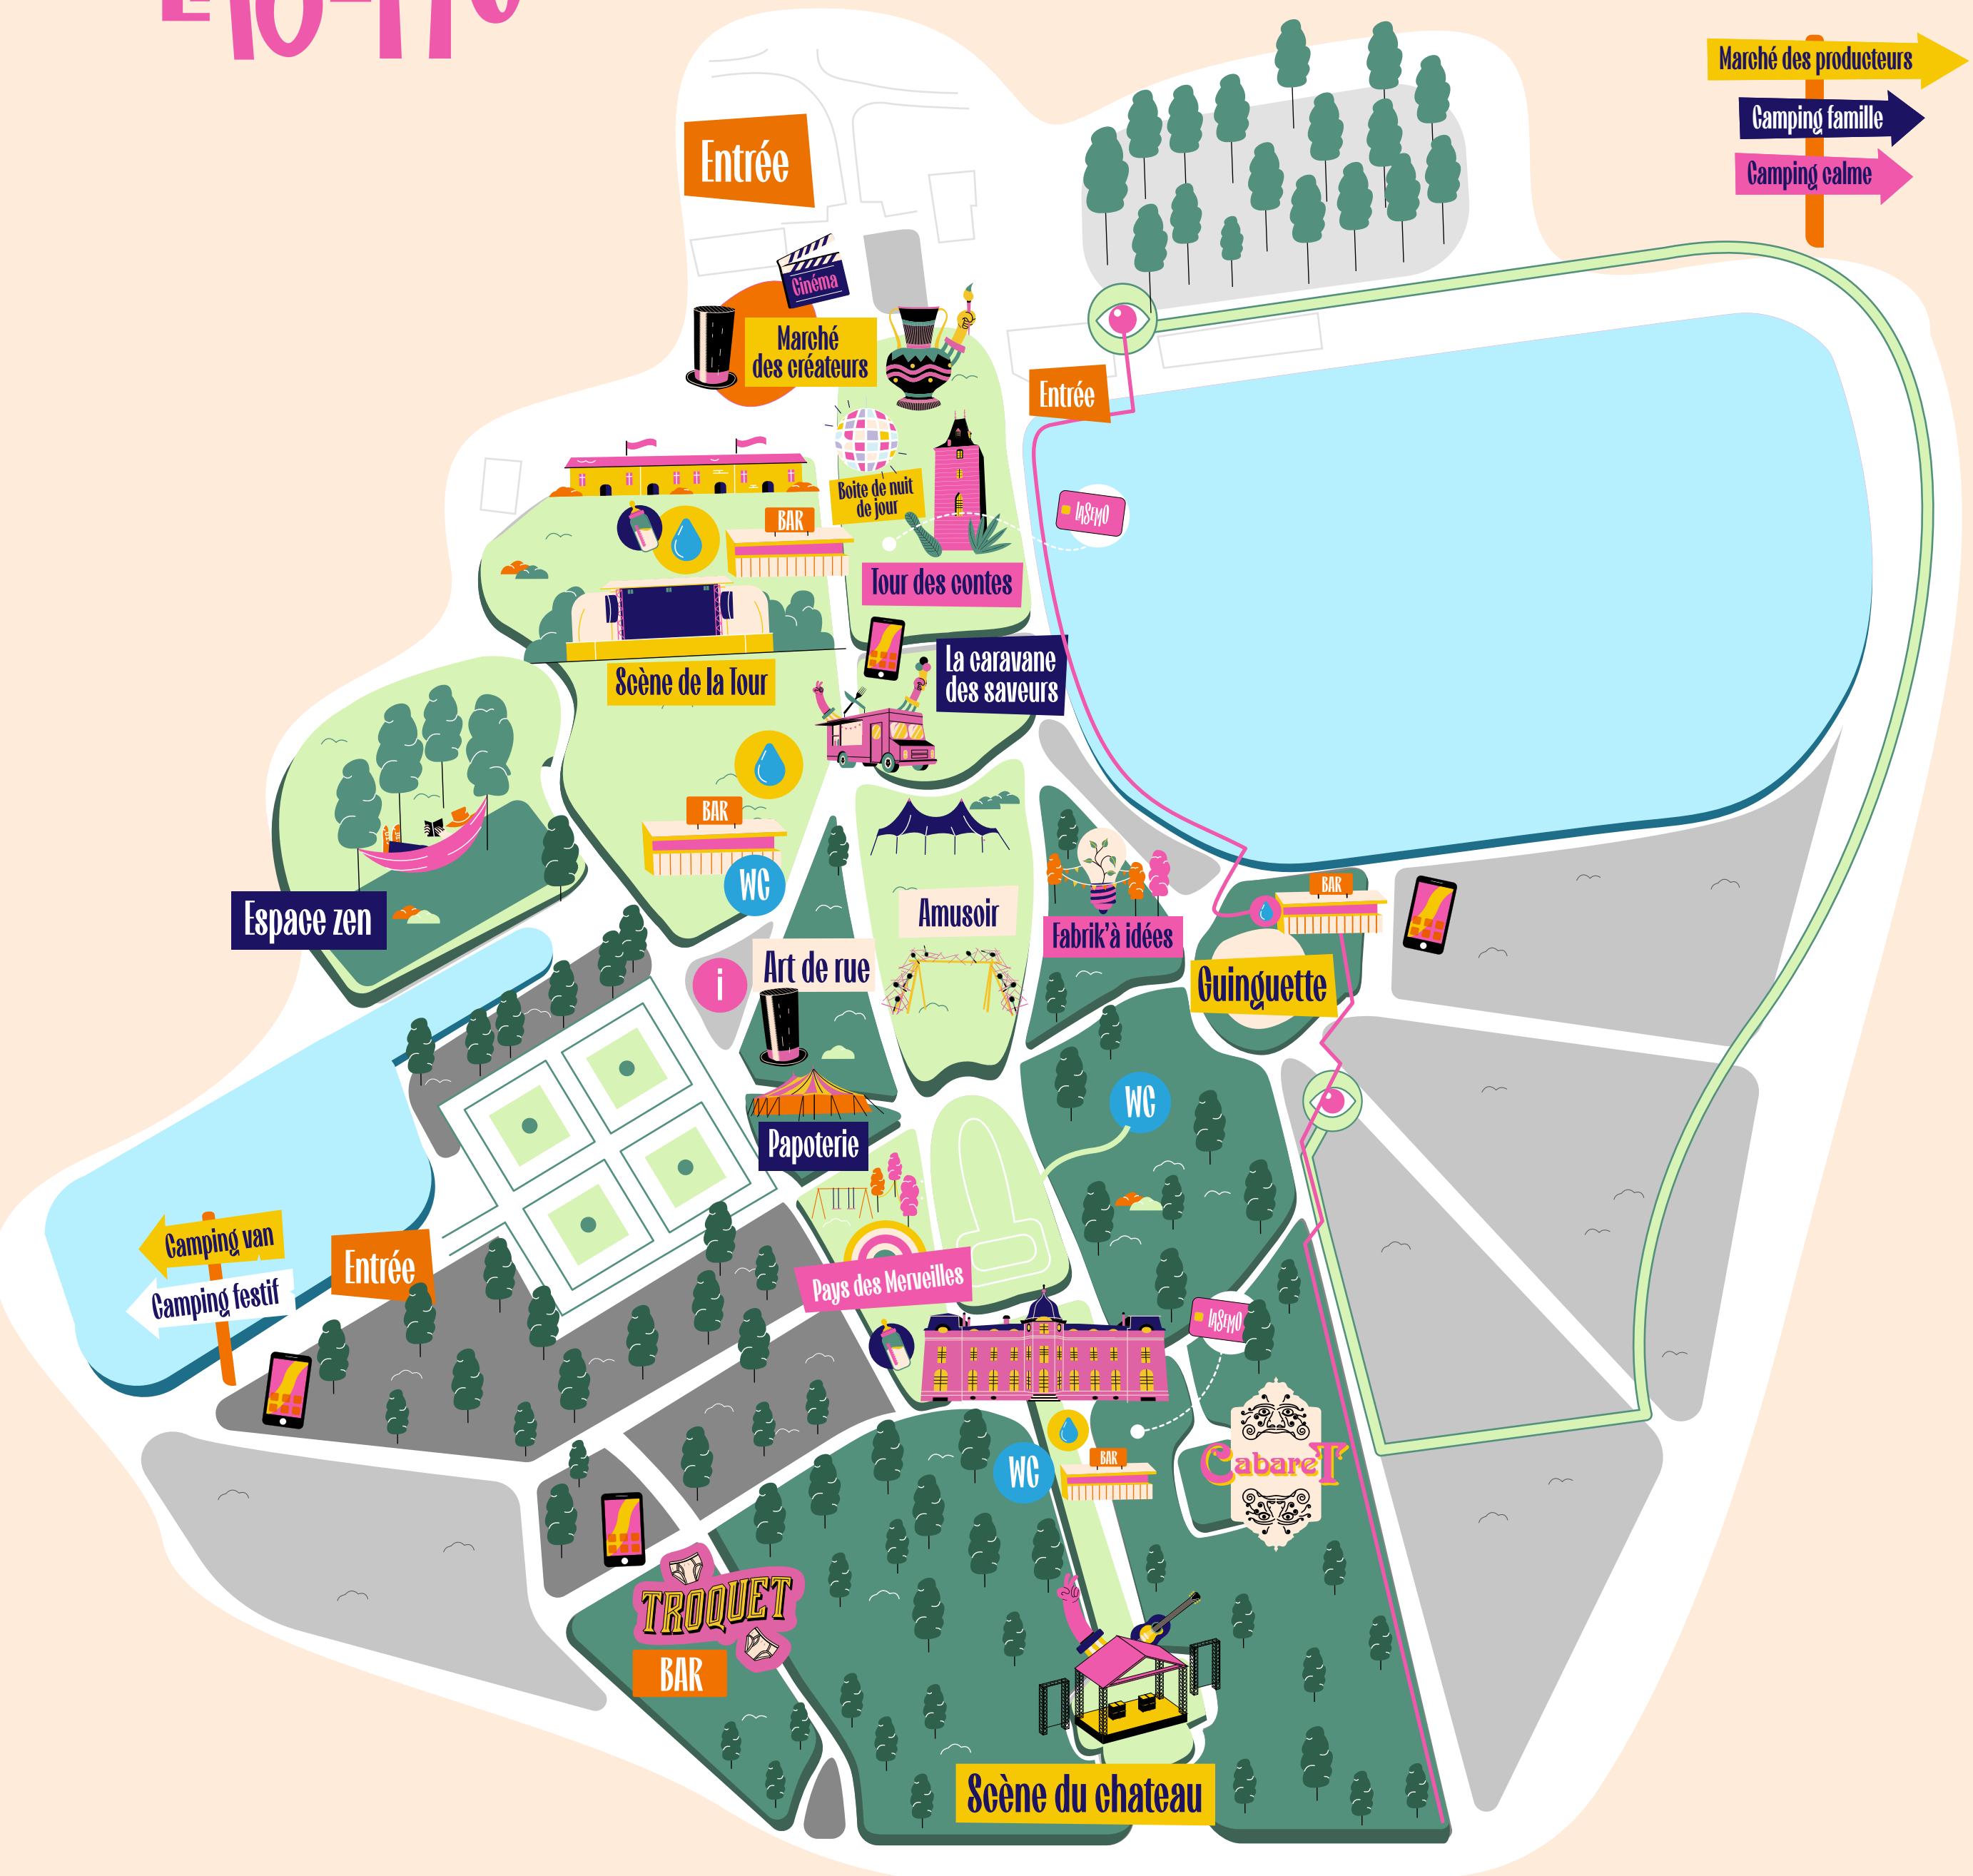 Marché des producteurs
Camping famille
Camping calme
Entrée
Cinéma
Marché
des créateurs
Entrée
Boite de nuit
de jour
LASEMO
BAR
Tour des contes
La caravane
des saveurs
Scène de la Tour
BAR
WC
Espace zen
Amusoir
Fabrik'à idées
BAR
Guinguette
i
Art de rue
WC
Papoterie
Camping van
Camping festif
Entrée
Pays des Merveilles
LASEMO
Cabaret
WC
BAR
TROQUET
BAR
Scène du chateau